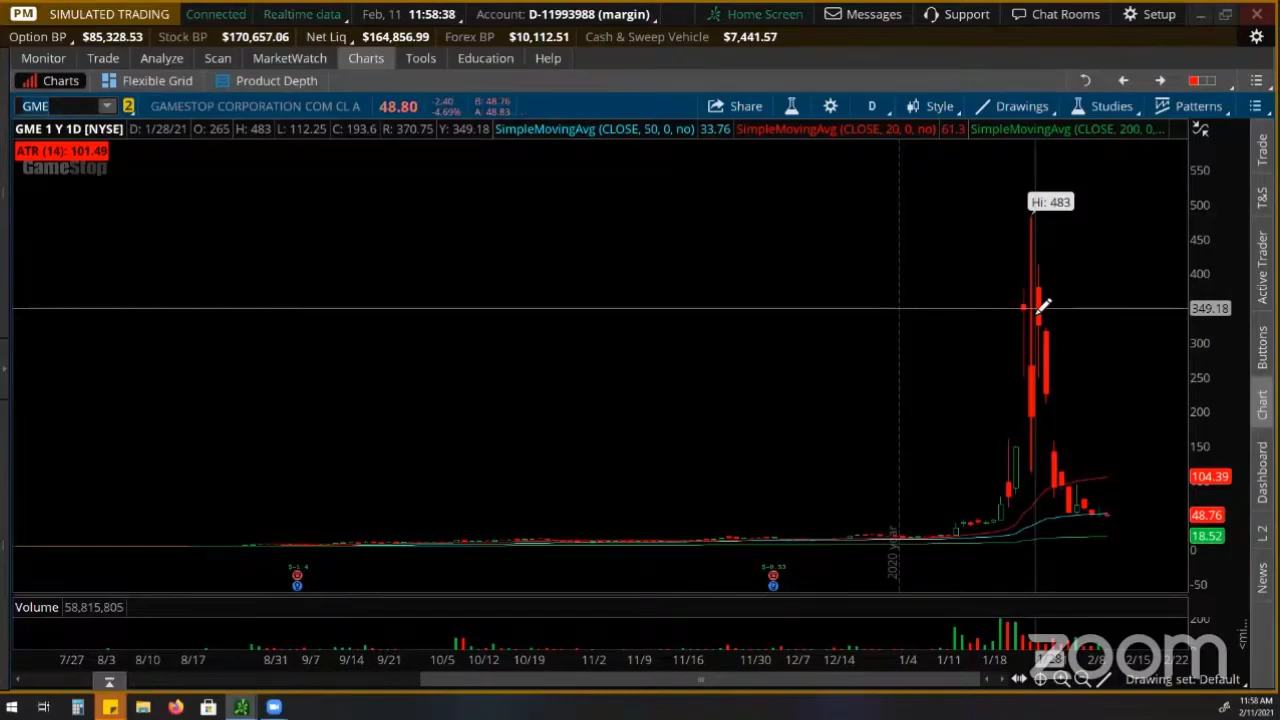 PM SIMULATED TRADING Connected Realtime data Feb, 11 11:58:38 Account: D-11993988 (margin) Home Screen Messages Support Chat Rooms Setup
Option BP $85,328.53 Stock BP $170,657.06 Net Liq $164,856.99 Forex BP $10,112.51 Cash & Sweep Vehicle $7,441.57
Monitor Trade Analyze Scan MarketWatch Charts Tools Education Help
Charts Flexible Grid Product Depth
GME 2 GAMESTOP CORPORATION COM CL A 48.80 -2.40 -4.69% B: 48.76 A: 48.83 Share D Style Drawings Studies Patterns
GME 1 Y 1D [NYSE] D: 1/28/21 O: 265 H: 483 L: 112.25 C: 193.6 R: 370.75 Y: 349.18 SimpleMovingAvg (CLOSE, 50, 0, no) 33.76 SimpleMovingAvg (CLOSE, 20, 0, no) 61.3 SimpleMovingAvg (CLOSE, 200, 0,...
ATR (14): 101.49
GameStop
Hi: 483
550
500
450
400
349.18
300
250
200
150
104.39
48.76
18.52
0
-50
2020 year
Trade
T&S
Active Trader
Buttons
Chart
Dashboard
L 2
News
Volume 58,815,805
200
<mi...
7/27 8/3 8/10 8/17 8/31 9/7 9/14 9/21 10/5 10/12 10/19 11/2 11/9 11/16 11/30 12/7 12/14 1/4 1/11 1/18 1/28 2/8 2/15 2/22
zoom
Drawing set: Default
11:58 AM
2/11/2021